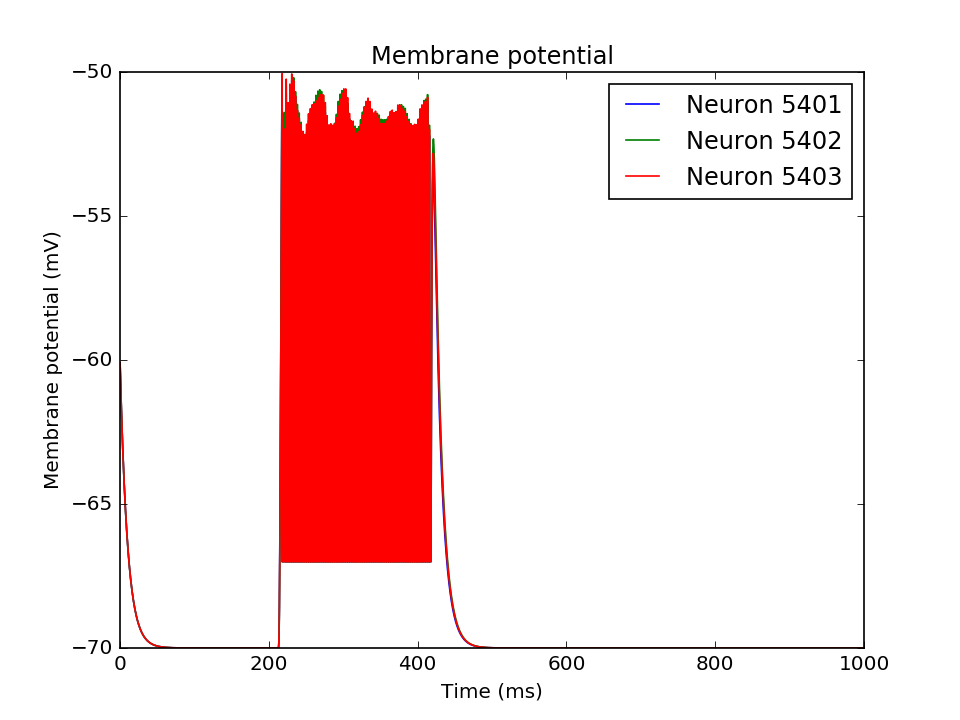 Membrane potential
Neuron 5401
Neuron 5402
Neuron 5403
Membrane potential (mV)
−50
−55
−60
−65
−70
0 200 400 600 800 1000
Time (ms)